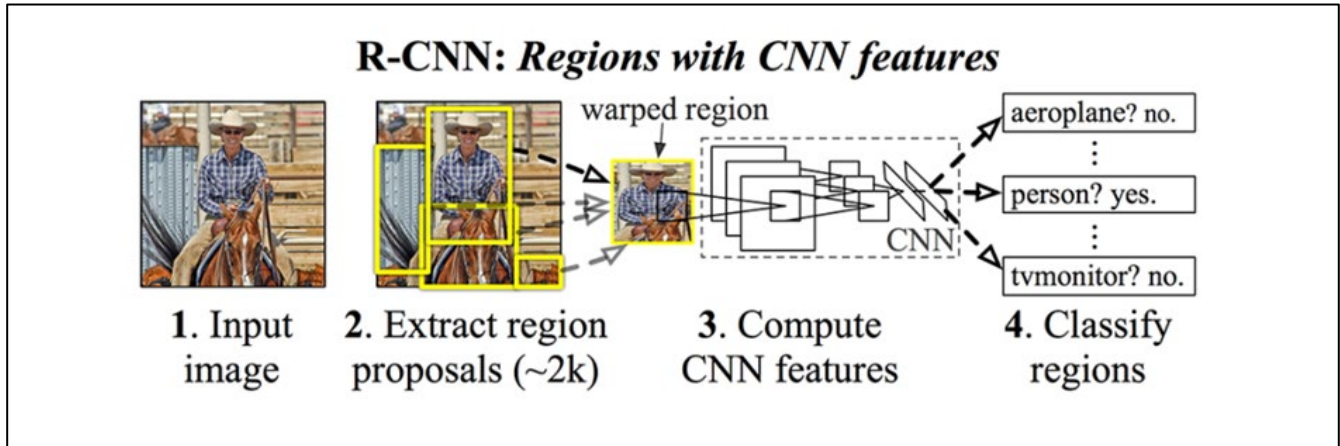 R-CNN: Regions with CNN features
warped region
aeroplane? no.
⋮
person? yes.
⋮
tvmonitor? no.
CNN
1. Input
image
2. Extract region
proposals (~2k)
3. Compute
CNN features
4. Classify
regions